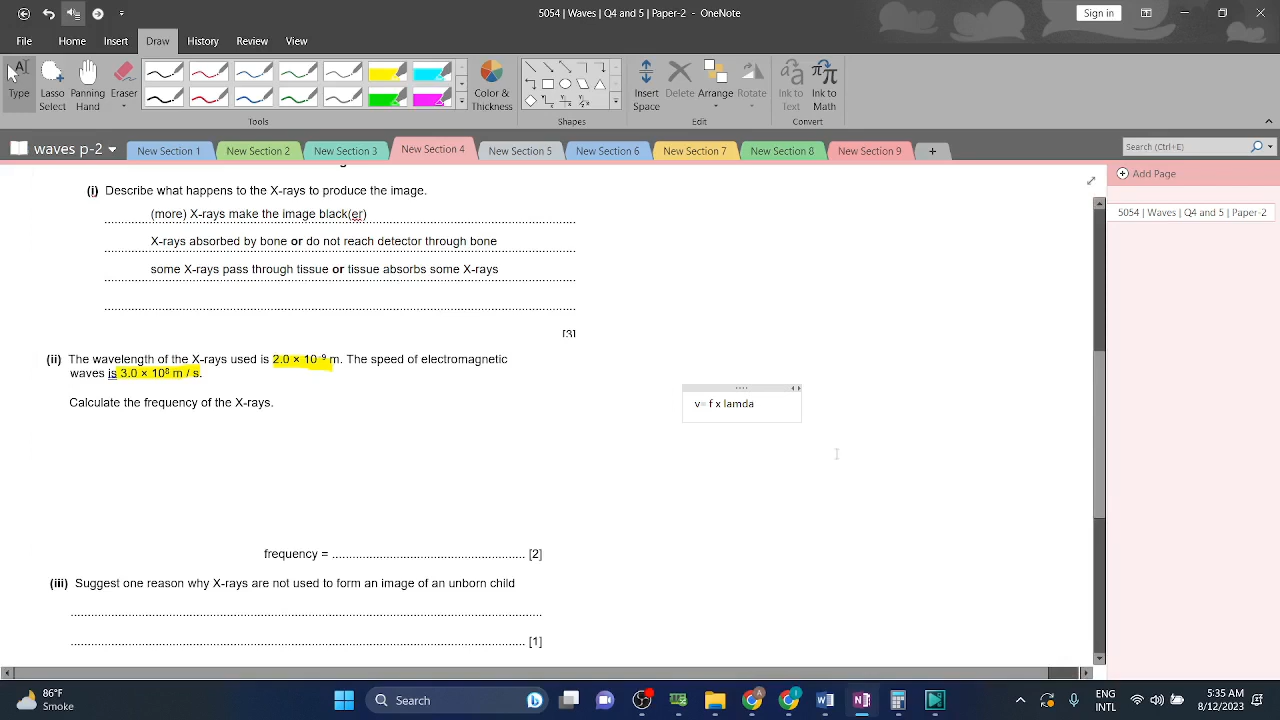 5054 | Waves | Q4 and 5 | Paper-2 - OneNote
Sign in
File Home Insert Draw History Review View
Type
Lasso Select
Panning Hand
Eraser
Color & Thickness
Insert Space
Delete
Arrange
Rotate
Ink to Text
Ink to Math
Tools
Shapes
Edit
Convert
waves p-2
New Section 1 New Section 2 New Section 3 New Section 4 New Section 5 New Section 6 New Section 7 New Section 8 New Section 9
Search (Ctrl+E)
Add Page
5054 | Waves | Q4 and 5 | Paper-2
(i) Describe what happens to the X-rays to produce the image.
(more) X-rays make the image black(er)
X-rays absorbed by bone or do not reach detector through bone
some X-rays pass through tissue or tissue absorbs some X-rays
[3]
(ii) The wavelength of the X-rays used is 2.0 × 10⁻⁹ m. The speed of electromagnetic
waves is 3.0 × 10⁸ m / s.
Calculate the frequency of the X-rays.
v= f x lamda
frequency = ........................................................ [2]
(iii) Suggest one reason why X-rays are not used to form an image of an unborn child
[1]
86°F
Smoke
Search
ENG
INTL
5:35 AM
8/12/2023